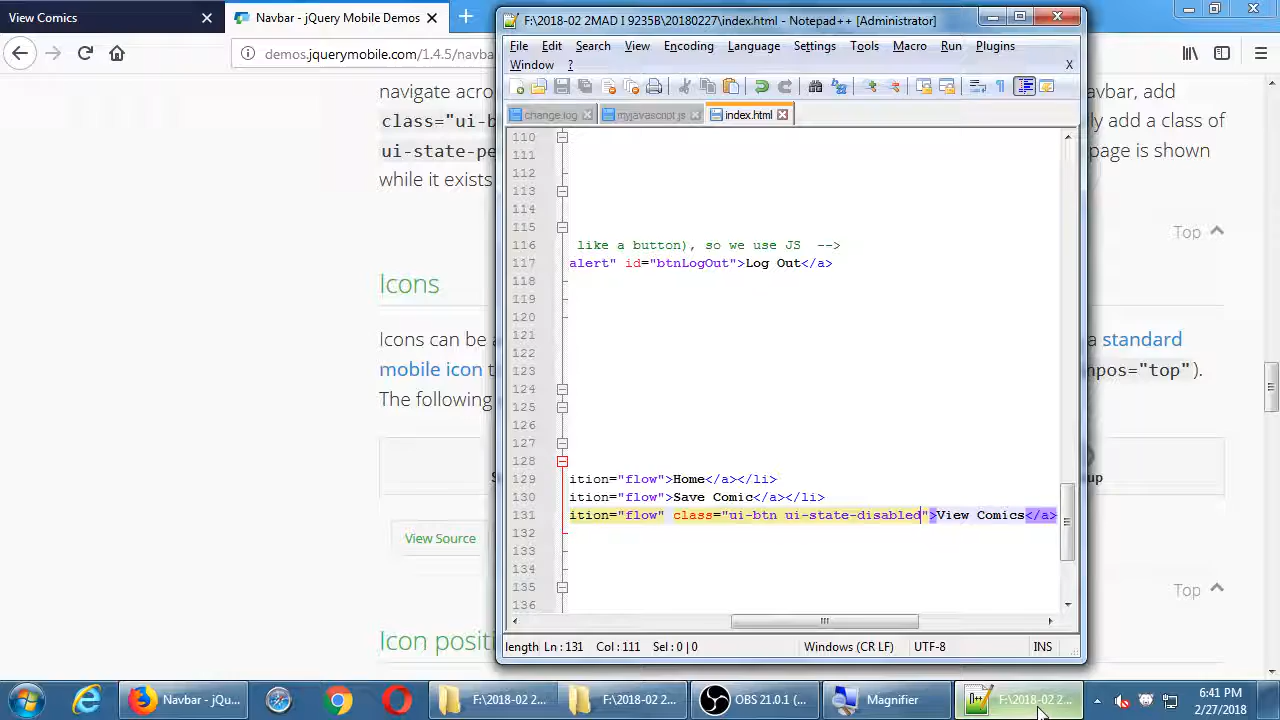 View Comics
Navbar - jQuery Mobile Demos
F:\2018-02 2MAD I 9235B\20180227\index.html - Notepad++ [Administrator]
demos.jquerymobile.com/1.4.5/navba
File Edit Search View Encoding Language Settings Tools Macro Run Plugins
Window ? X
change.log myjavascript.js index.html
navigate acro
avbar, add
class="ui-b
ly add a class of
ui-state-pe
page is shown
while it exists
Top
Icons
Icons can be a
a standard
mobile icon t
npos="top").
The following
S
up
View Source
Top
Icon positi
110
111
112
113
114
115
116 like a button), so we use JS -->
117 alert" id="btnLogOut">Log Out</a>
118
119
120
121
122
123
124
125
126
127
128
129 ition="flow">Home</a></li>
130 ition="flow">Save Comic</a></li>
131 ition="flow" class="ui-btn ui-state-disabled">View Comics</a>
132
133
134
135
136
length Ln : 131 Col : 111 Sel : 0 | 0 Windows (CR LF) UTF-8 INS
Navbar - jQu... F:\2018-02 2... F:\2018-02 2... OBS 21.0.1 (... Magnifier F:\2018-02 2...
6:41 PM
2/27/2018